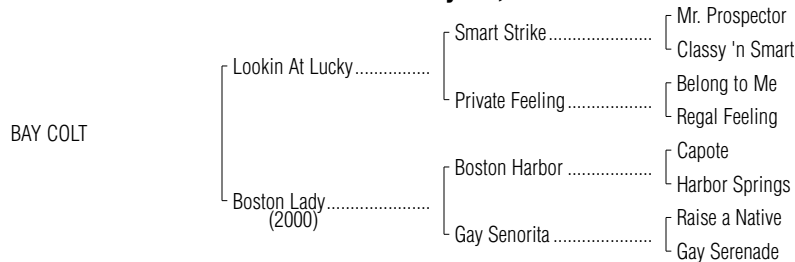 Mr. Prospector
Smart Strike....................
Classy 'n Smart
Lookin At Lucky...............
Belong to Me
Private Feeling................
Regal Feeling
BAY COLT
Capote
Boston Harbor ................
Harbor Springs
Boston Lady....................
(2000)
Raise a Native
Gay Senorita ...................
Gay Serenade